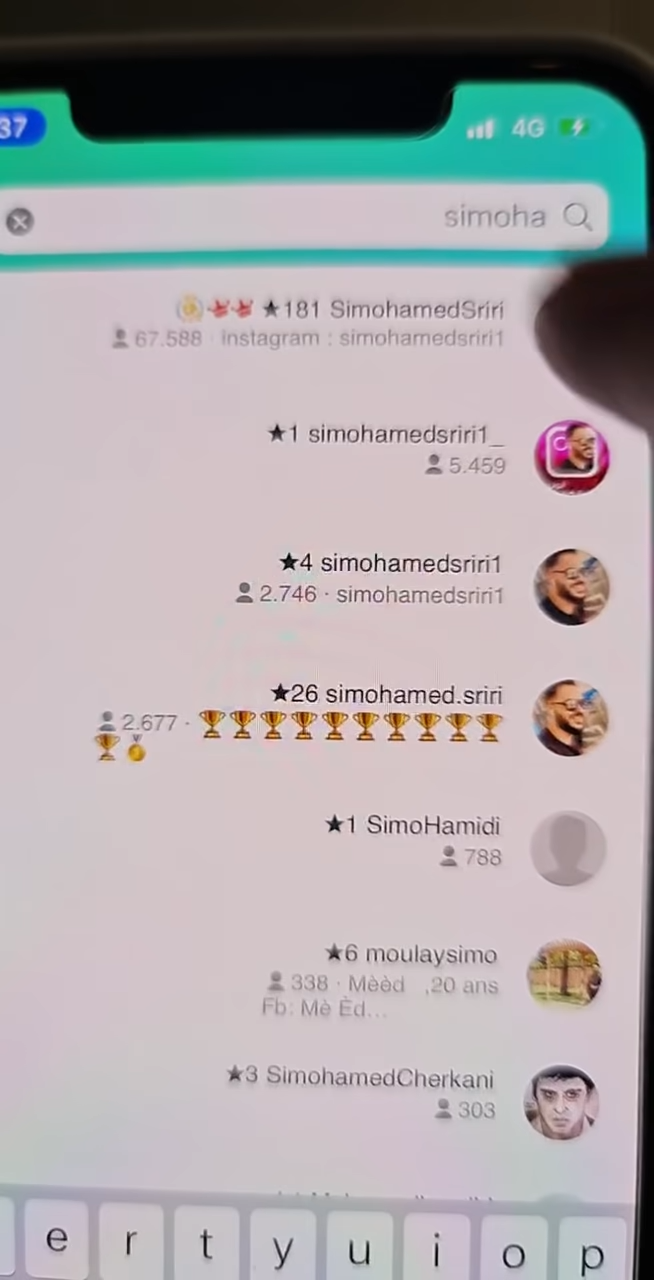 37
4G
simoha
★181 SimohamedSriri
67.588 · Instagram : simohamedsriri1
★1 simohamedsriri1_
5.459
★4 simohamedsriri1
2.746 · simohamedsriri1
★26 simohamed.sriri
2.677 · 🏆🏆🏆🏆🏆🏆🏆🏆🏆🏆
🏆🏅
★1 SimoHamidi
788
★6 moulaysimo
338 · Mèèd ,20 ans
Fb: Mè Èd...
★3 SimohamedCherkani
303
e r t y u i o p